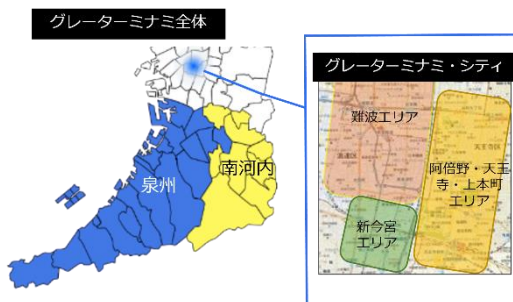 グレーターミナミ全体
泉州
南河内
グレーターミナミ・シティ
難波エリア
阿倍野・天王
寺・上本町
エリア
新今宮
エリア